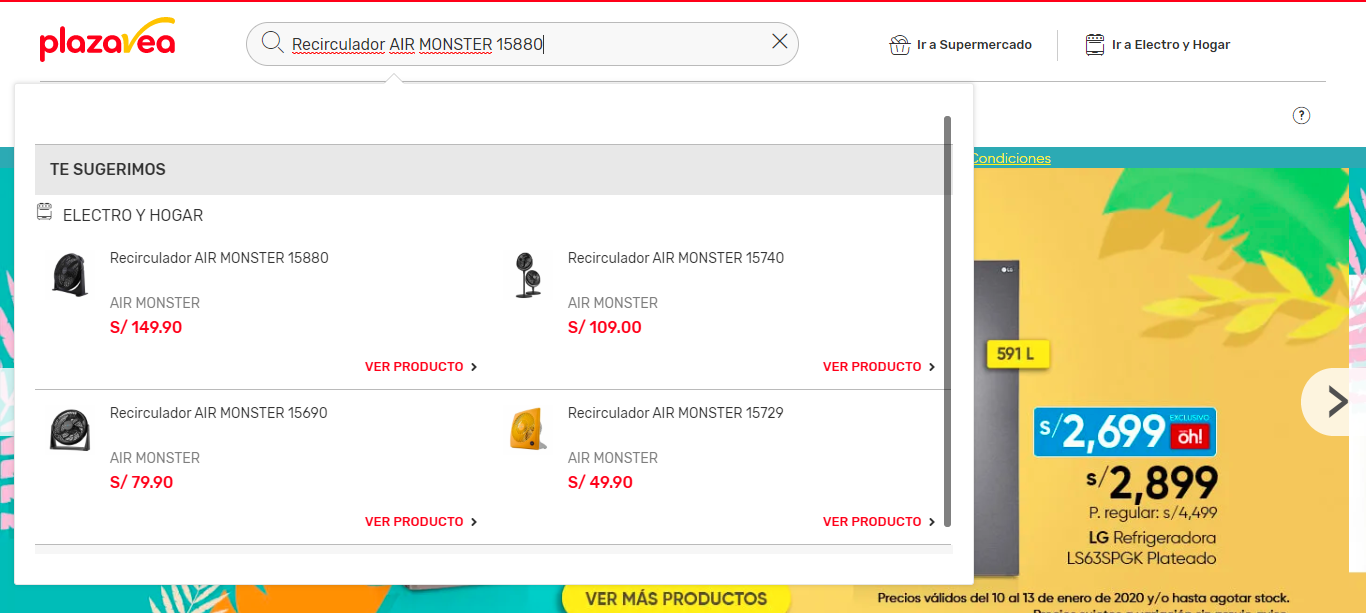 plazavea
Recirculador AIR MONSTER 15880
Ir a Supermercado
Ir a Electro y Hogar
?
Condiciones
TE SUGERIMOS
ELECTRO Y HOGAR
Recirculador AIR MONSTER 15880
AIR MONSTER
S/ 149.90
VER PRODUCTO
Recirculador AIR MONSTER 15740
AIR MONSTER
S/ 109.00
VER PRODUCTO
Recirculador AIR MONSTER 15690
AIR MONSTER
S/ 79.90
VER PRODUCTO
Recirculador AIR MONSTER 15729
AIR MONSTER
S/ 49.90
VER PRODUCTO
LG
591 L
S/2,699
EXCLUSIVO
oh!
S/2,899
P. regular: s/4,499
LG Refrigeradora
LS63SPGK Plateado
VER MÁS PRODUCTOS
Precios válidos del 10 al 13 de enero de 2020 y/o hasta agotar stock.